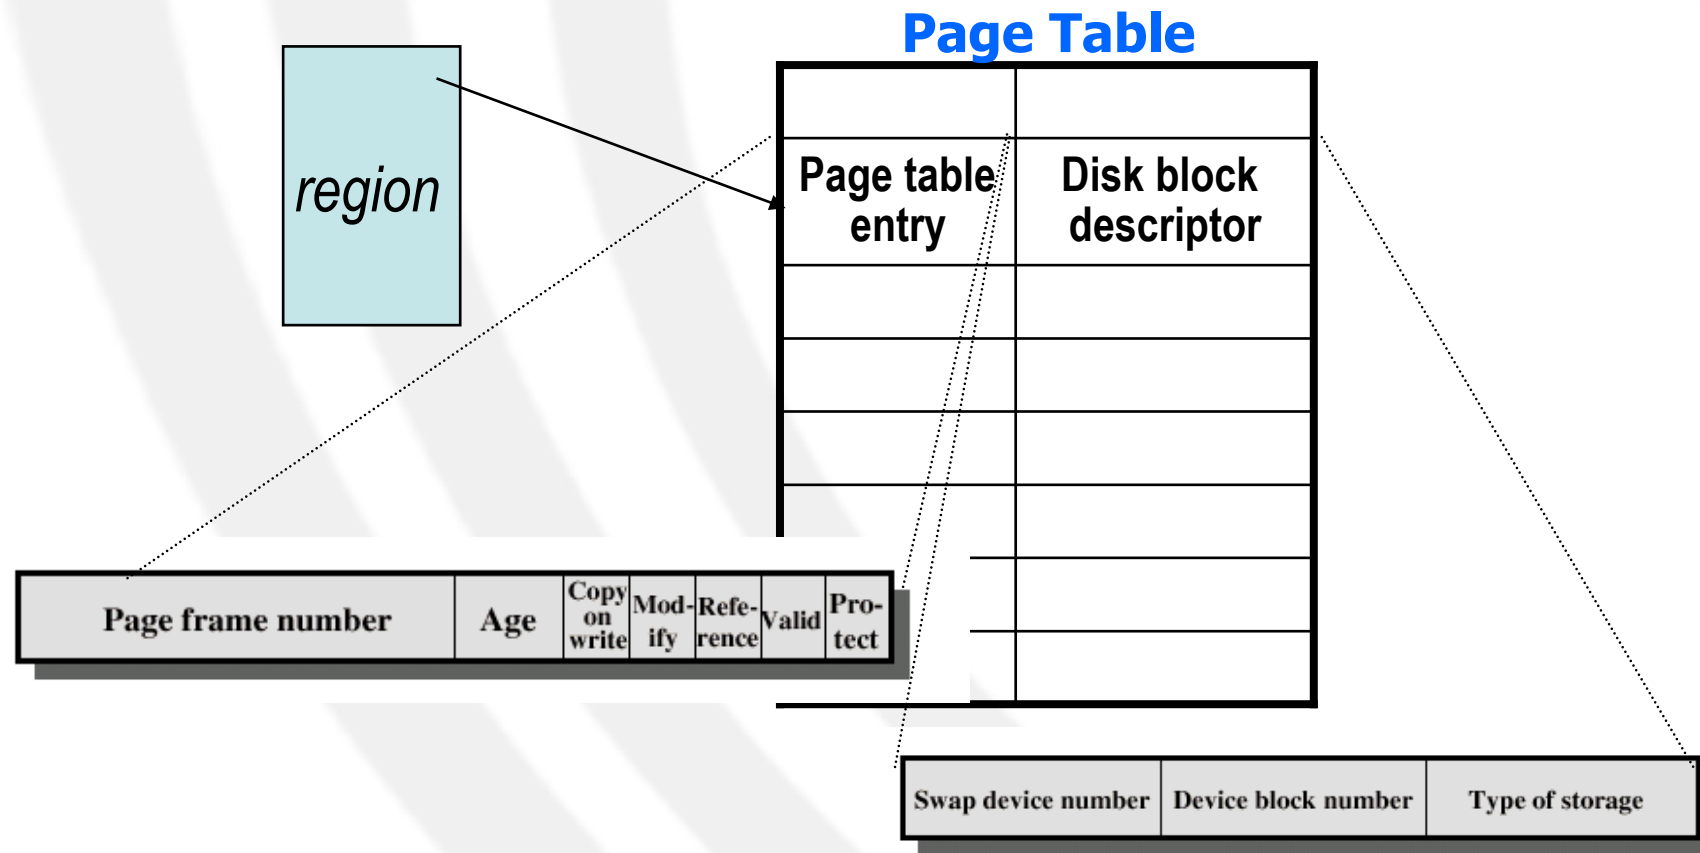 Page Table
region
Page table
entry
Disk block
descriptor
Page frame number
Age
Copy
on
write
Mod-
ify
Refe-
rence
Valid
Pro-
tect
Swap device number
Device block number
Type of storage